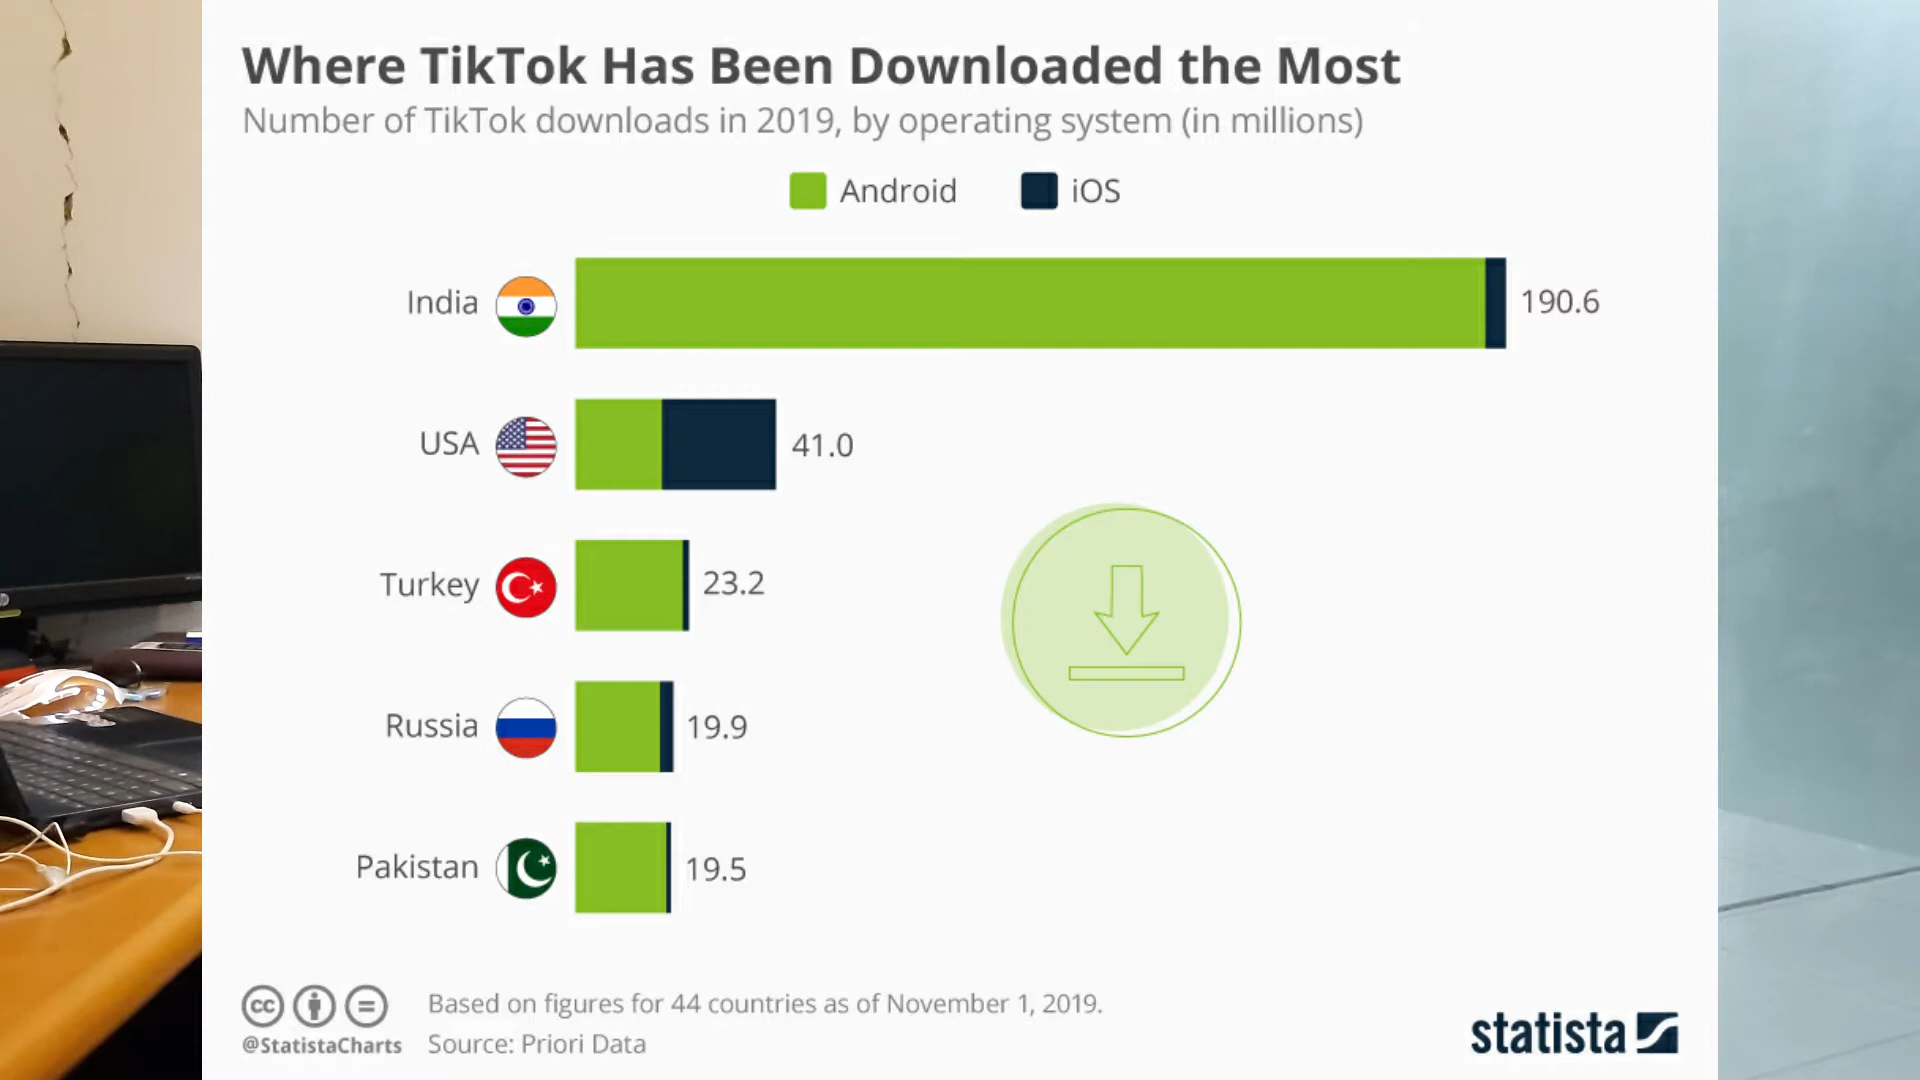 Where TikTok Has Been Downloaded the Most
Number of TikTok downloads in 2019, by operating system (in millions)
Android iOS
India 190.6
USA 41.0
Turkey 23.2
Russia 19.9
Pakistan 19.5
cc Based on figures for 44 countries as of November 1, 2019.
@StatistaCharts Source: Priori Data
statista